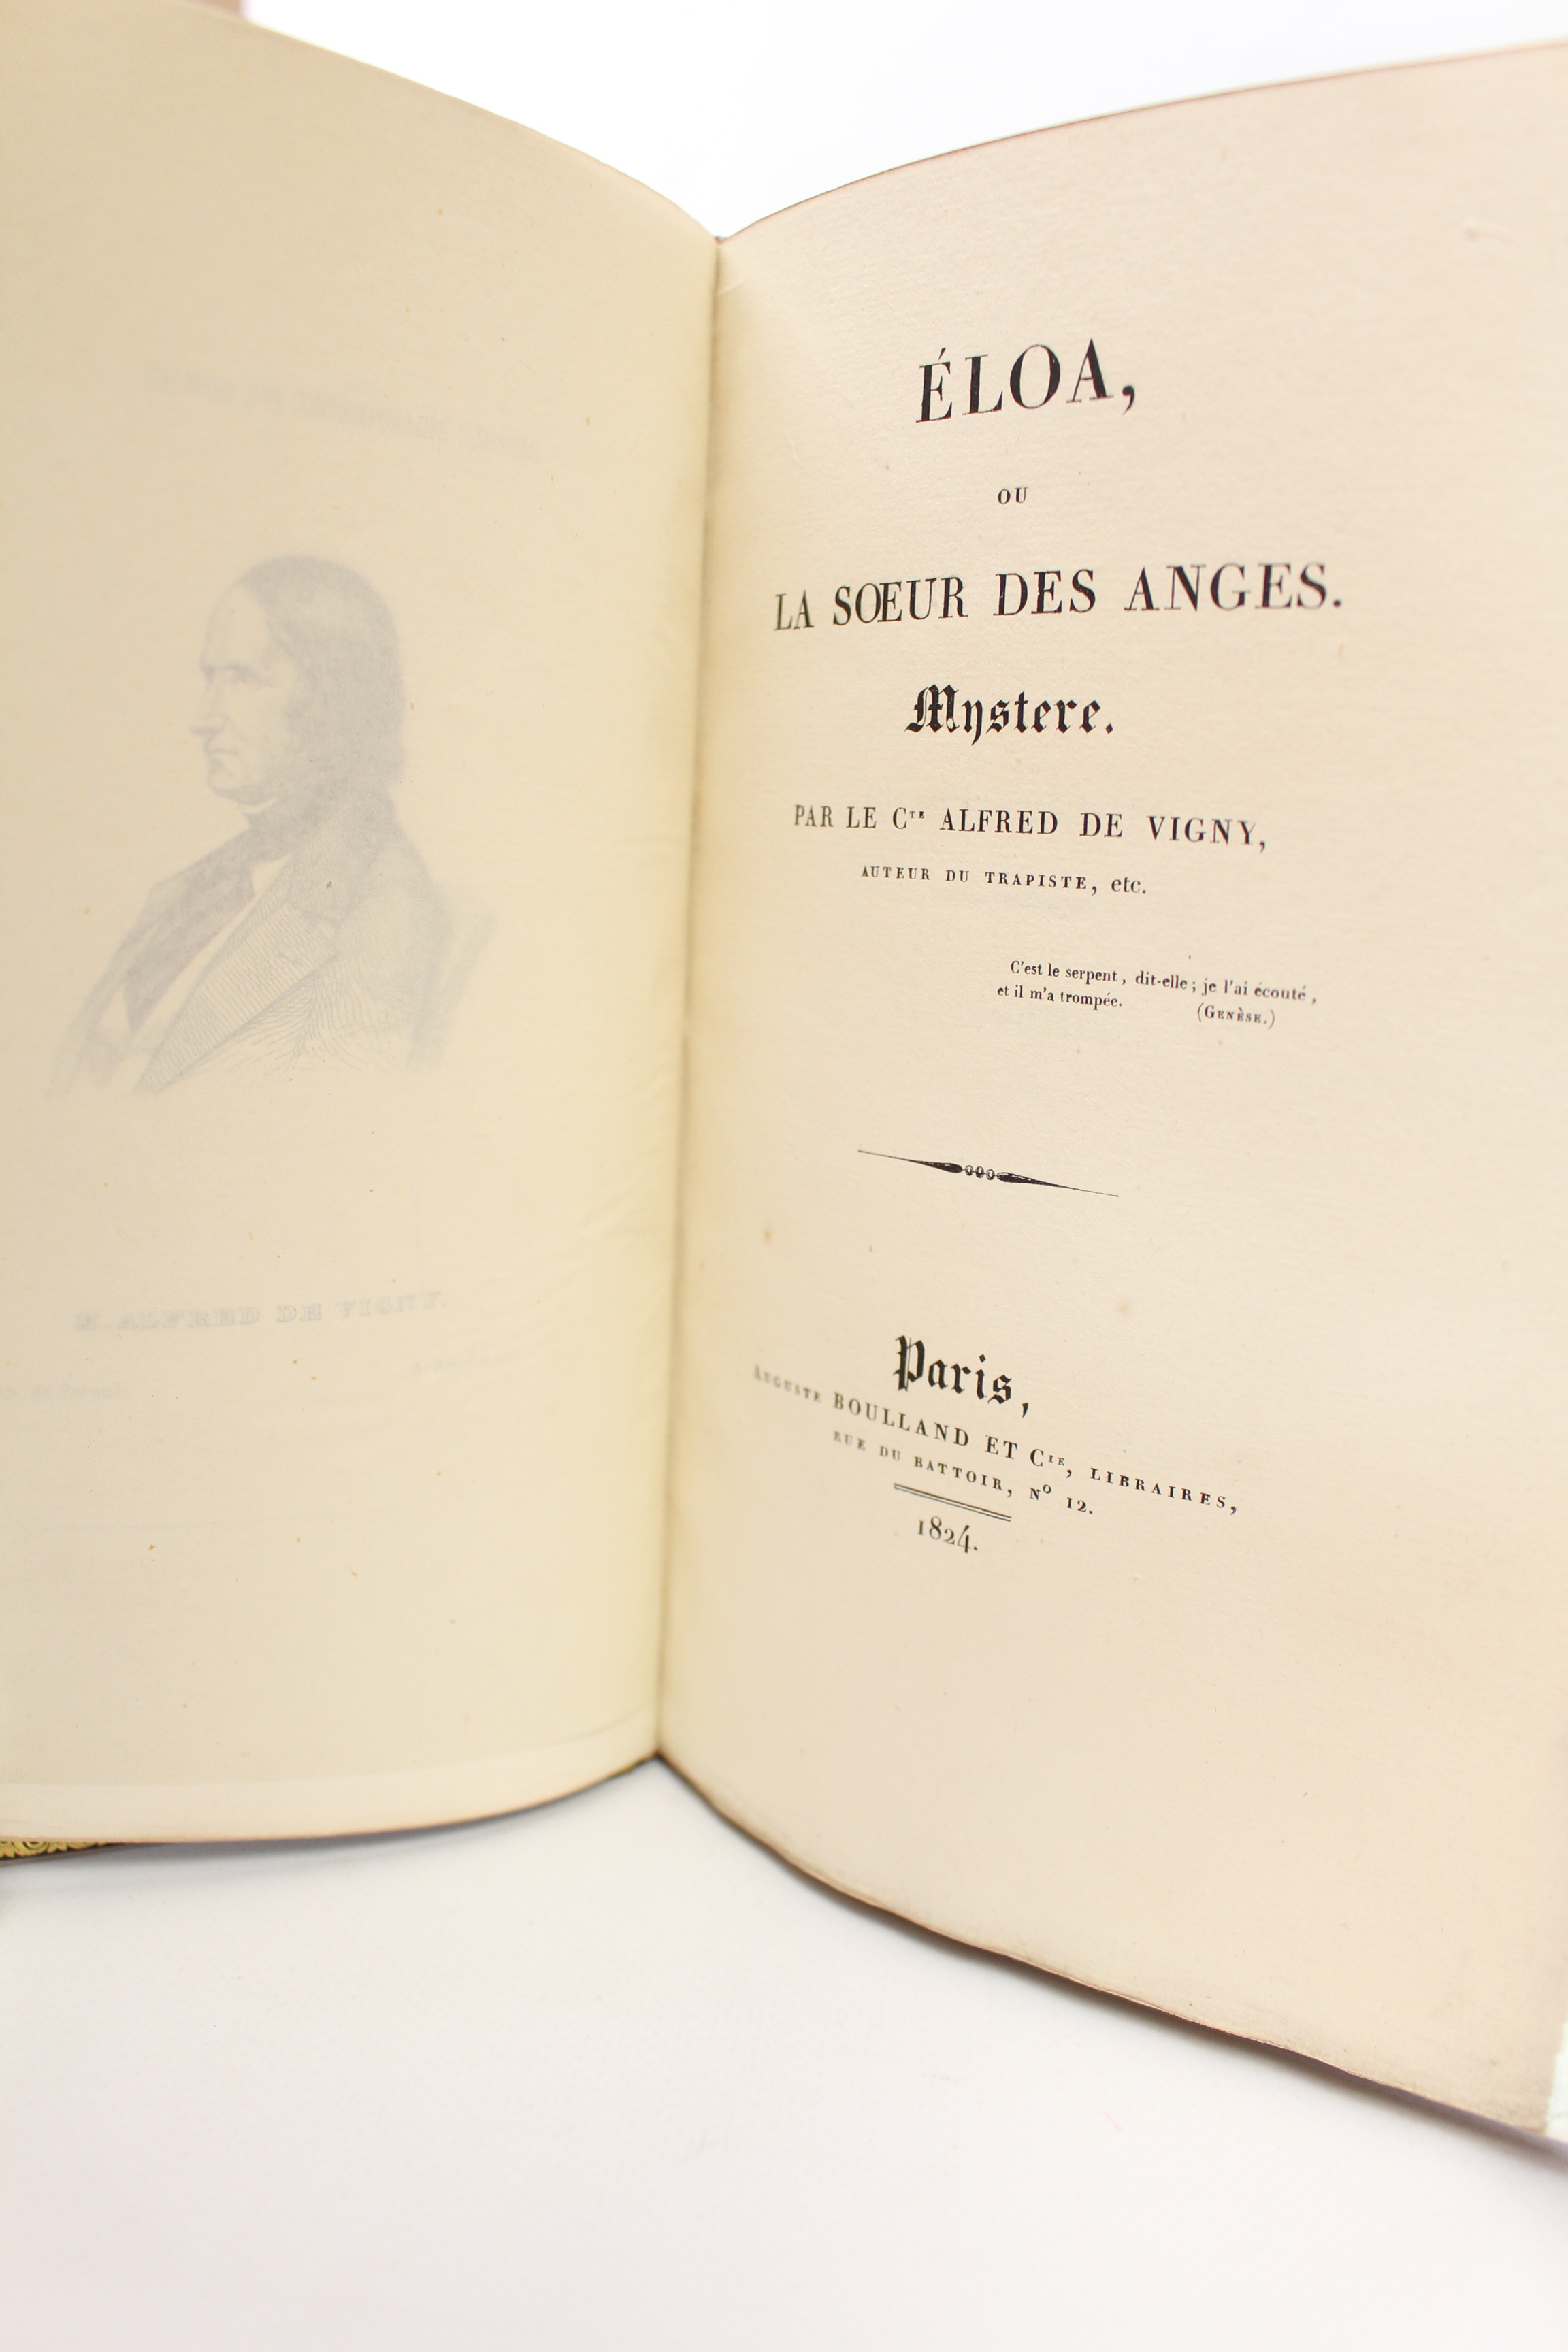 M. ALFRED DE VIGNY.
ÉLOA,
OU
LA SŒUR DES ANGES.
Mystere.
PAR LE Cᵀᴱ ALFRED DE VIGNY,
AUTEUR DU TRAPISTE, etc.
C'est le serpent, dit-elle; je l'ai écouté,
et il m'a trompée.
(GENÈSE.)
Paris,
AUGUSTE BOULLAND ET Cᴵᴱ, LIBRAIRES,
RUE DU BATTOIR, Nº 12.
1824.